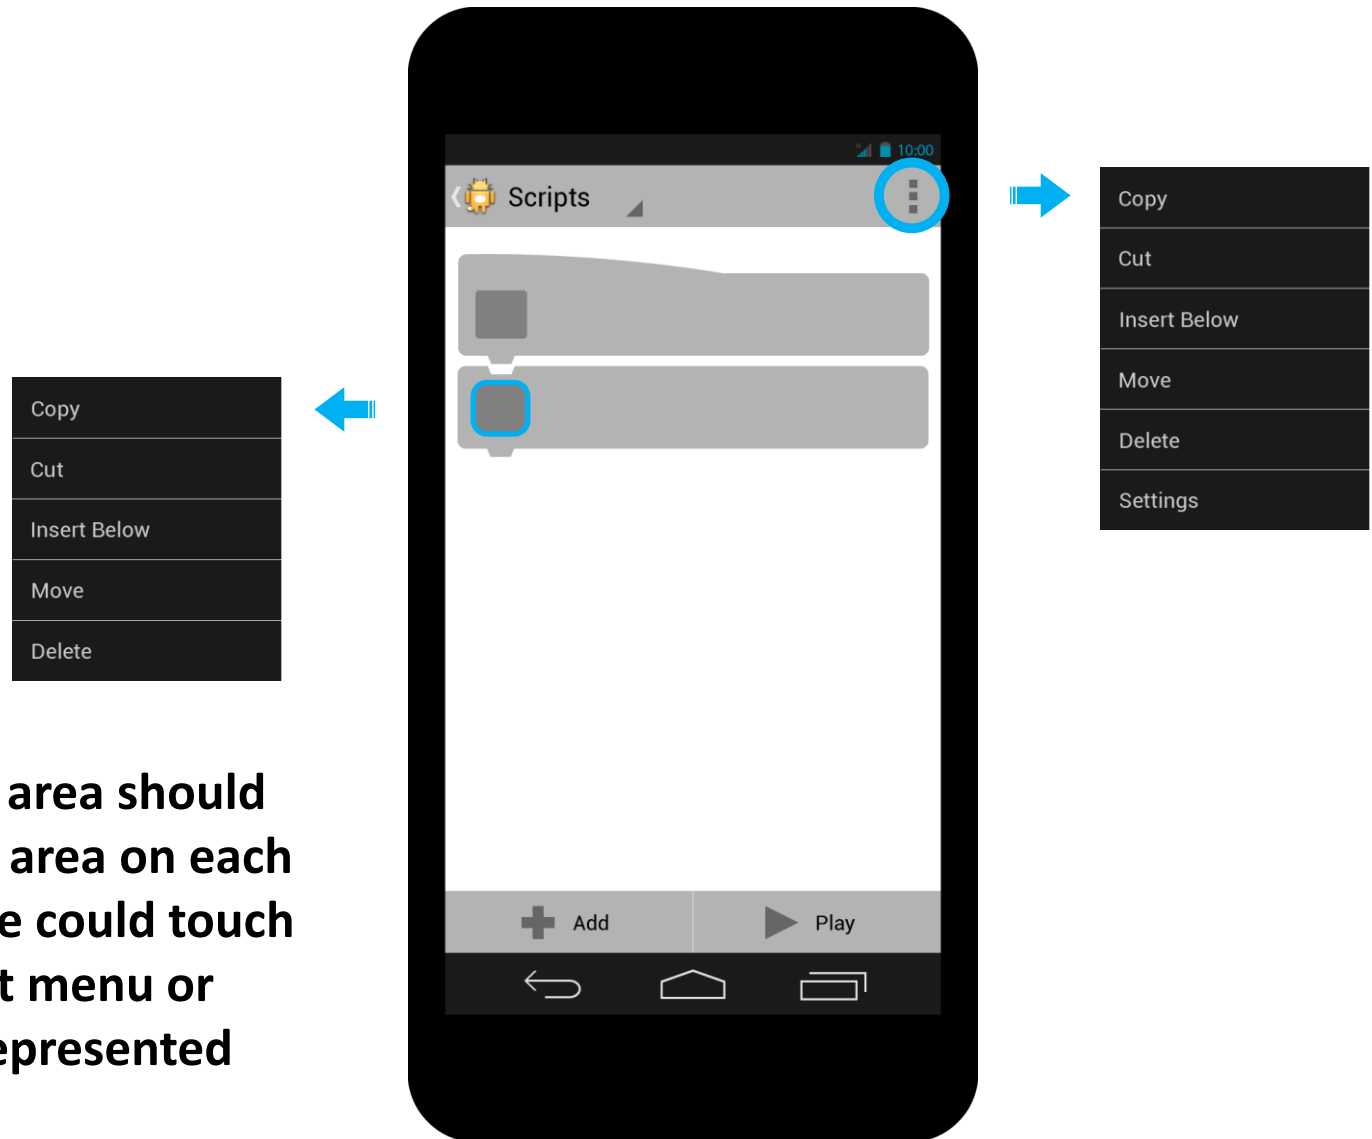 10:00
Scripts
Copy
Cut
Insert Below
Move
Delete
Settings
Copy
Cut
Insert Below
Move
Delete
area should
area on each
e could touch
t menu or
epresented
Add
Play